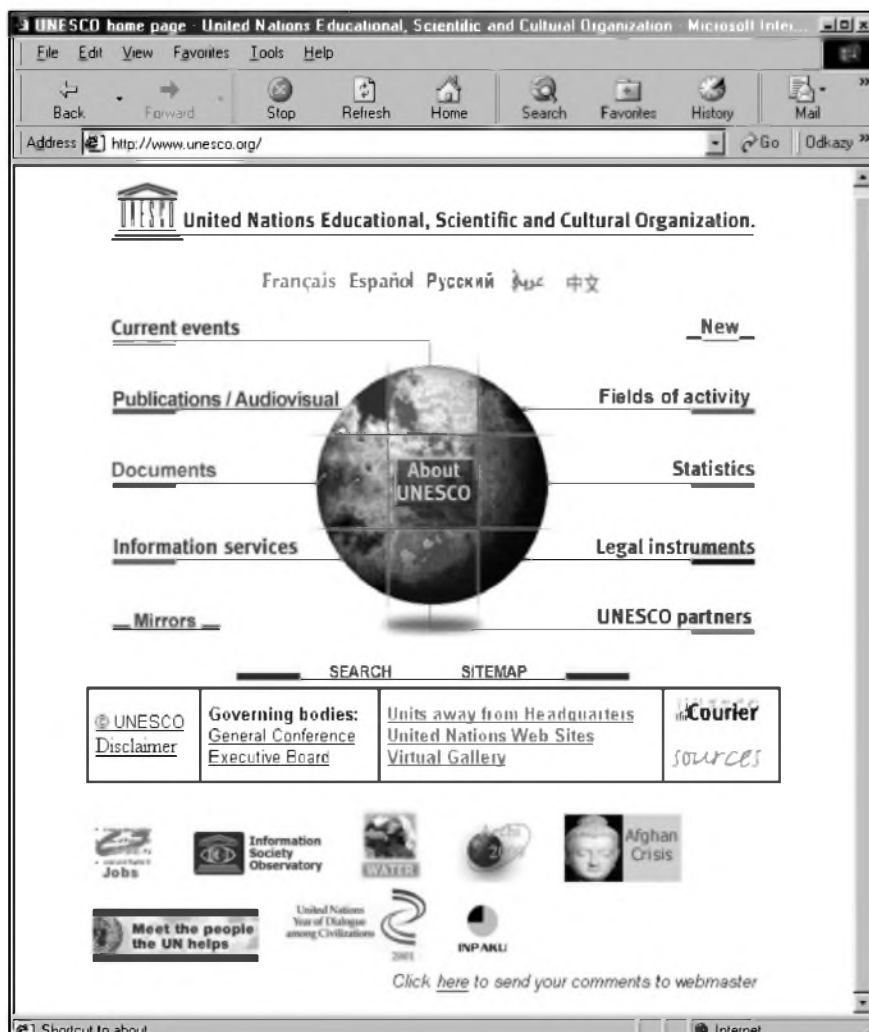 UNESCO home page - United Nations Educational, Scientific and Cultural Organization - Microsoft Inter...
File Edit View Favorites Tools Help
Back Forward Stop Refresh Home Search Favorites History Mail »
Address http://www.unesco.org/ Go Odkazy »
UNESCO United Nations Educational, Scientific and Cultural Organization.
Français Español Русский عربي 中文
Current events New
Publications / Audiovisual Fields of activity
Documents About UNESCO Statistics
Information services Legal instruments
Mirrors UNESCO partners
SEARCH SITEMAP
© UNESCO
Disclaimer
Governing bodies:
General Conference
Executive Board
Units away from Headquarters
United Nations Web Sites
Virtual Gallery
UNESCO
the Courier
sources
Jobs
Information
Society
Observatory
WATER
Afghan
Crisis
Meet the people
the UN helps
United Nations
Year of Dialogue
among Civilizations
2001
INPAKU
Click here to send your comments to webmaster
Shortcut to about Internet